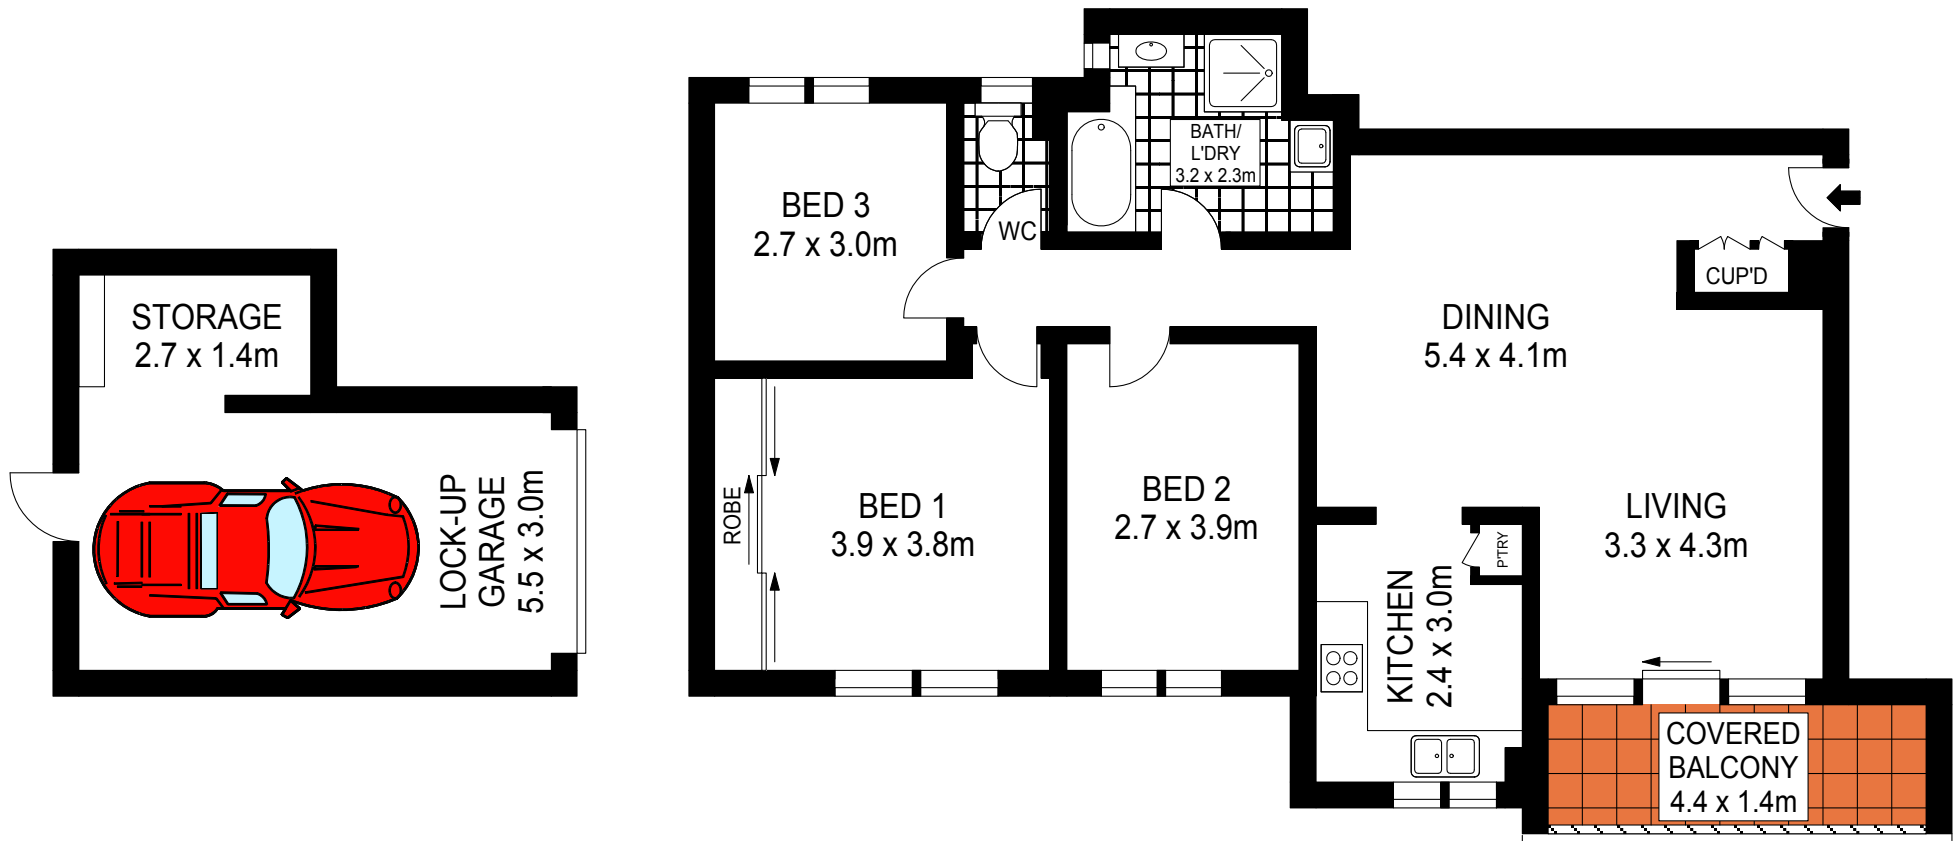 STORAGE
2.7 x 1.4m
LOCK-UP
GARAGE
5.5 x 3.0m
BED 3
2.7 x 3.0m
WC
BATH/
L'DRY
3.2 x 2.3m
CUP'D
DINING
5.4 x 4.1m
ROBE
BED 1
3.9 x 3.8m
BED 2
2.7 x 3.9m
KITCHEN
2.4 x 3.0m
P'TRY
LIVING
3.3 x 4.3m
COVERED
BALCONY
4.4 x 1.4m